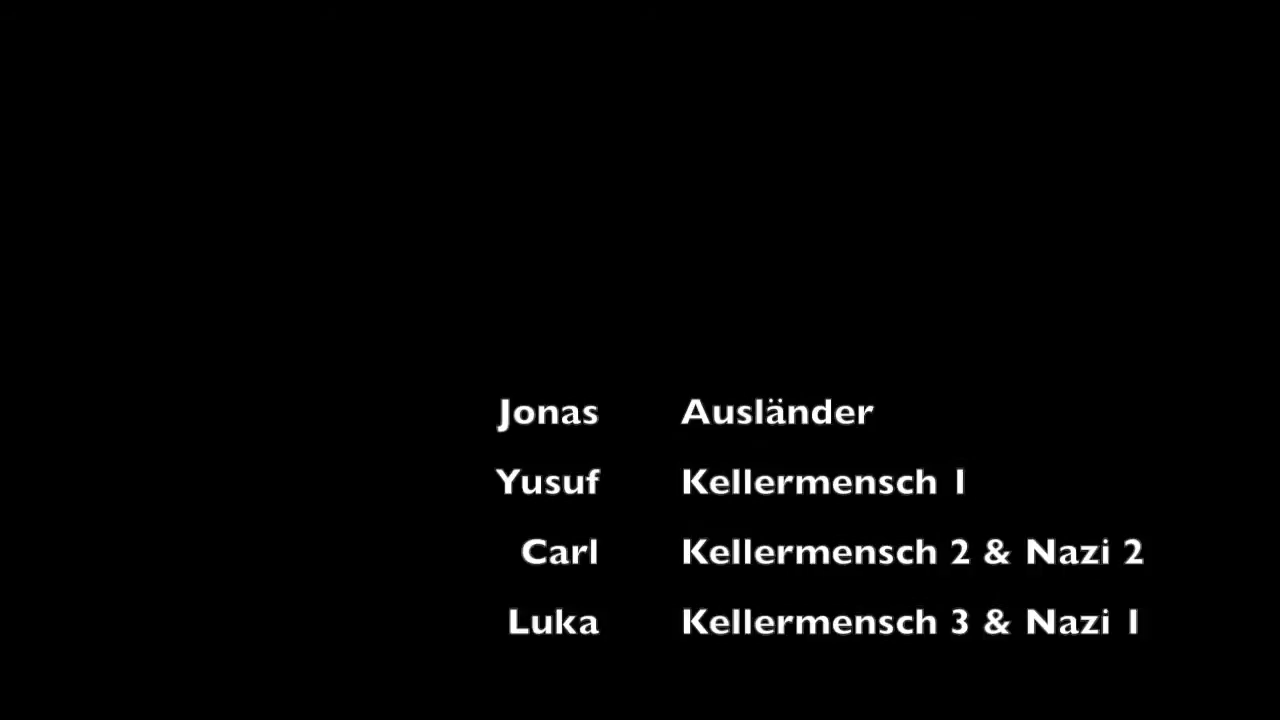 Jonas Ausländer
Yusuf Kellermensch 1
Carl Kellermensch 2 & Nazi 2
Luka Kellermensch 3 & Nazi 1